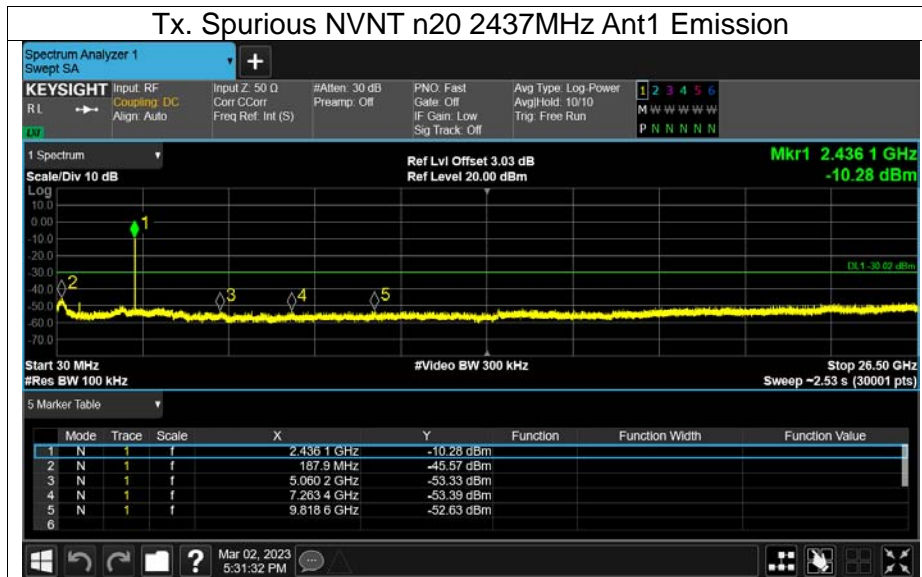 Tx. Spurious NVNT n20 2437MHz Ant1 Emission
Spectrum Analyzer 1
Swept SA
+
KEYSIGHT Input: RF Input Z: 50 Ω #Atten: 30 dB PNO: Fast Avg Type: Log-Power 1 2 3 4 5 6
RL Coupling: DC Corr CCorr Preamp: Off Gate: Off Avg|Hold: 10/10 M W W W W W
Align: Auto Freq Ref: Int (S) IF Gain: Low Trig: Free Run
Sig Track: Off P N N N N N
1 Spectrum
Ref Lvl Offset 3.03 dB Mkr1 2.436 1 GHz
Scale/Div 10 dB Ref Level 20.00 dBm -10.28 dBm
Log
10.0
0.00
-10.0
-20.0
-30.0
-40.0
-50.0
-60.0
-70.0
1
DL1 -30.02 dBm
2
3
4
5
Start 30 MHz #Video BW 300 kHz Stop 26.50 GHz
#Res BW 100 kHz Sweep ~2.53 s (30001 pts)
5 Marker Table
Mode Trace Scale X Y Function Function Width Function Value
1 N 1 f 2.436 1 GHz -10.28 dBm
2 N 1 f 187.9 MHz -45.57 dBm
3 N 1 f 5.060 2 GHz -53.33 dBm
4 N 1 f 7.263 4 GHz -53.39 dBm
5 N 1 f 9.818 6 GHz -52.63 dBm
6
? Mar 02, 2023
5:31:32 PM